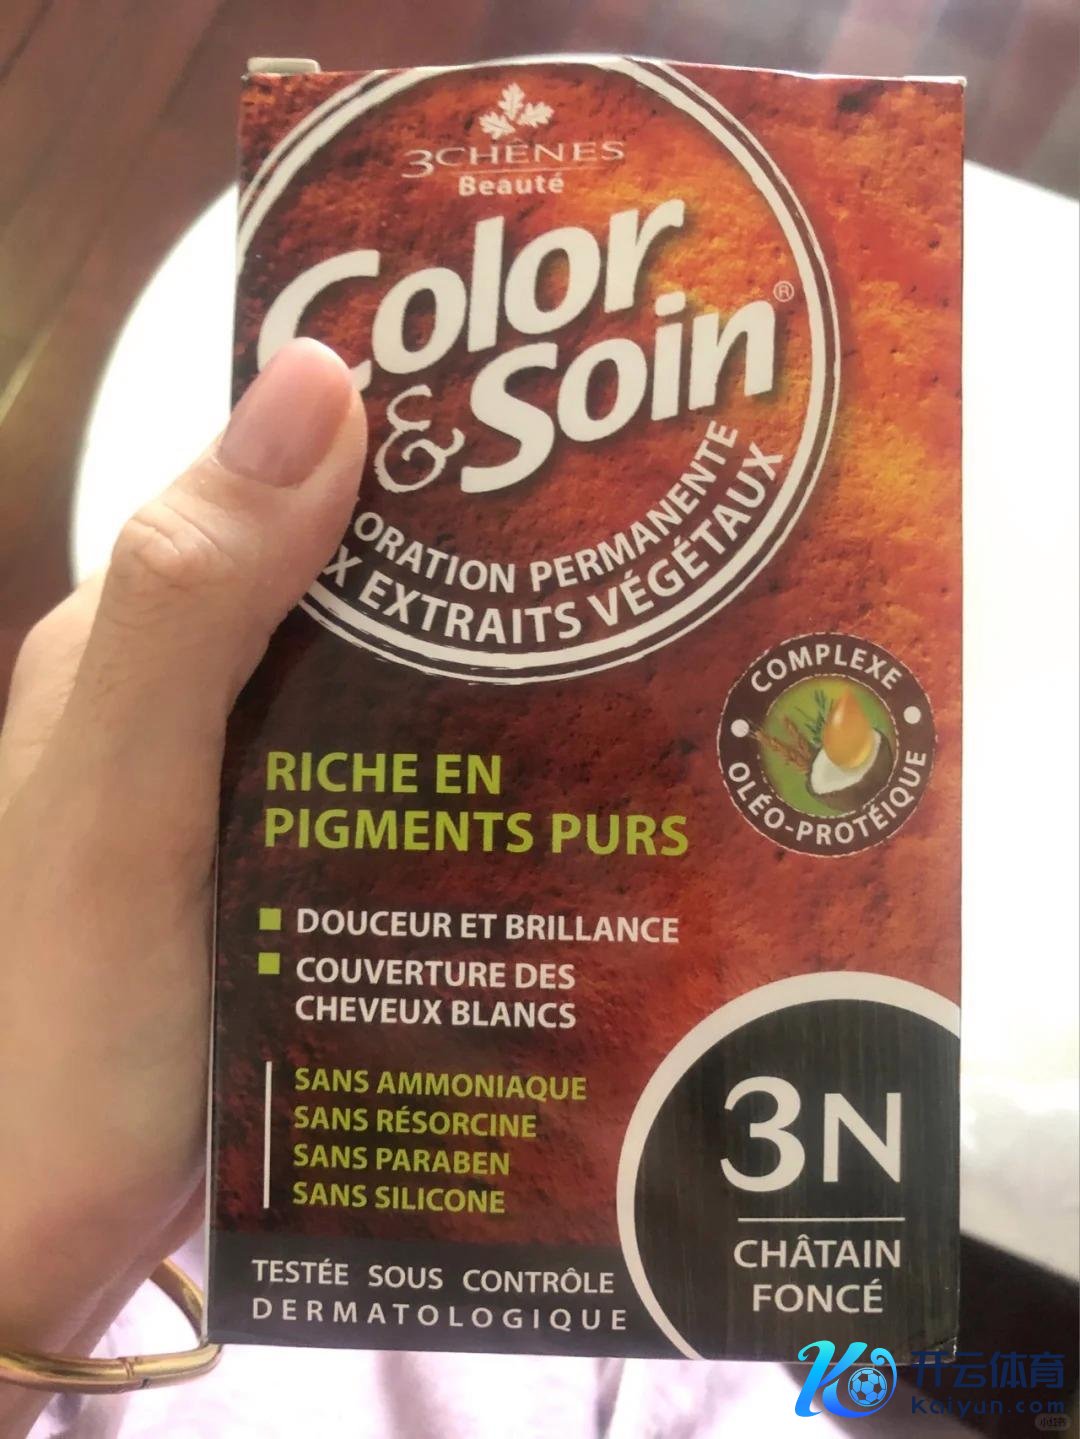 3CHÊNES
Beauté
Color
& Soin®
ORATION PERMANENTE
X EXTRAITS VÉGÉTAUX
COMPLEXE
OLÉO-PROTÉIQUE
RICHE EN
PIGMENTS PURS
DOUCEUR ET BRILLANCE
COUVERTURE DES
CHEVEUX BLANCS
SANS AMMONIAQUE
SANS RÉSORCINE
SANS PARABEN
SANS SILICONE
3N
CHÂTAIN
FONCÉ
TESTÉE SOUS CONTRÔLE
DERMATOLOGIQUE
开云体育
kaiyun.com